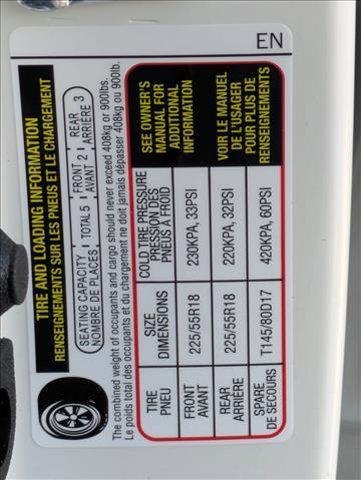 EN
TIRE AND LOADING INFORMATION
RENSEIGNEMENTS SUR LES PNEUS ET LE CHARGEMENT
SEATING CAPACITY TOTAL 5 FRONT 2 REAR 3
NOMBRE DE PLACES AVANT ARRIÈRE
The combined weight of occupants and cargo should never exceed 408kg or 900lbs.
Le poids total des occupants et du chargement ne doit jamais dépasser 408kg ou 900lb.
TIRE SIZE COLD TIRE PRESSURE SEE OWNER'S
PNEU DIMENSIONS PRESSION DES MANUAL FOR
PNEUS À FROID ADDITIONAL
INFORMATION
FRONT 225/55R18 230KPA, 33PSI
AVANT
REAR 225/55R18 220KPA, 32PSI VOIR LE MANUEL
ARRIÈRE DE L'USAGER
SPARE T145/80D17 420KPA, 60PSI POUR PLUS DE
DE SECOURS RENSEIGNEMENTS